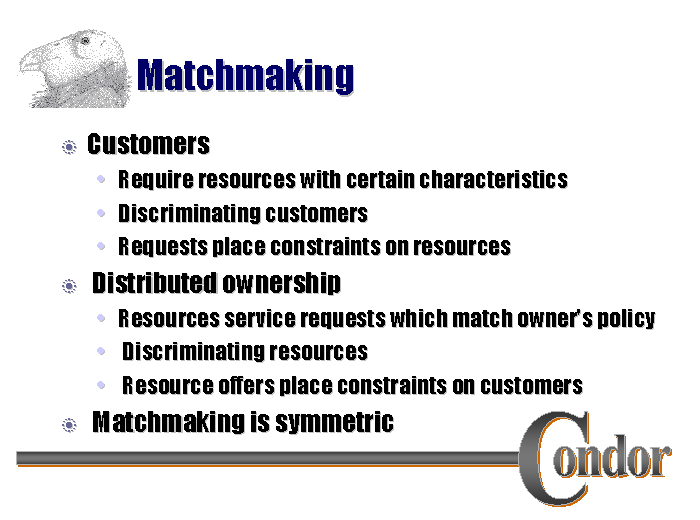 Matchmaking
Customers
Require resources with certain characteristics
Discriminating customers
Requests place constraints on resources
Distributed ownership
Resources service requests which match owner's policy
Discriminating resources
Resource offers place constraints on customers
Matchmaking is symmetric
Condor